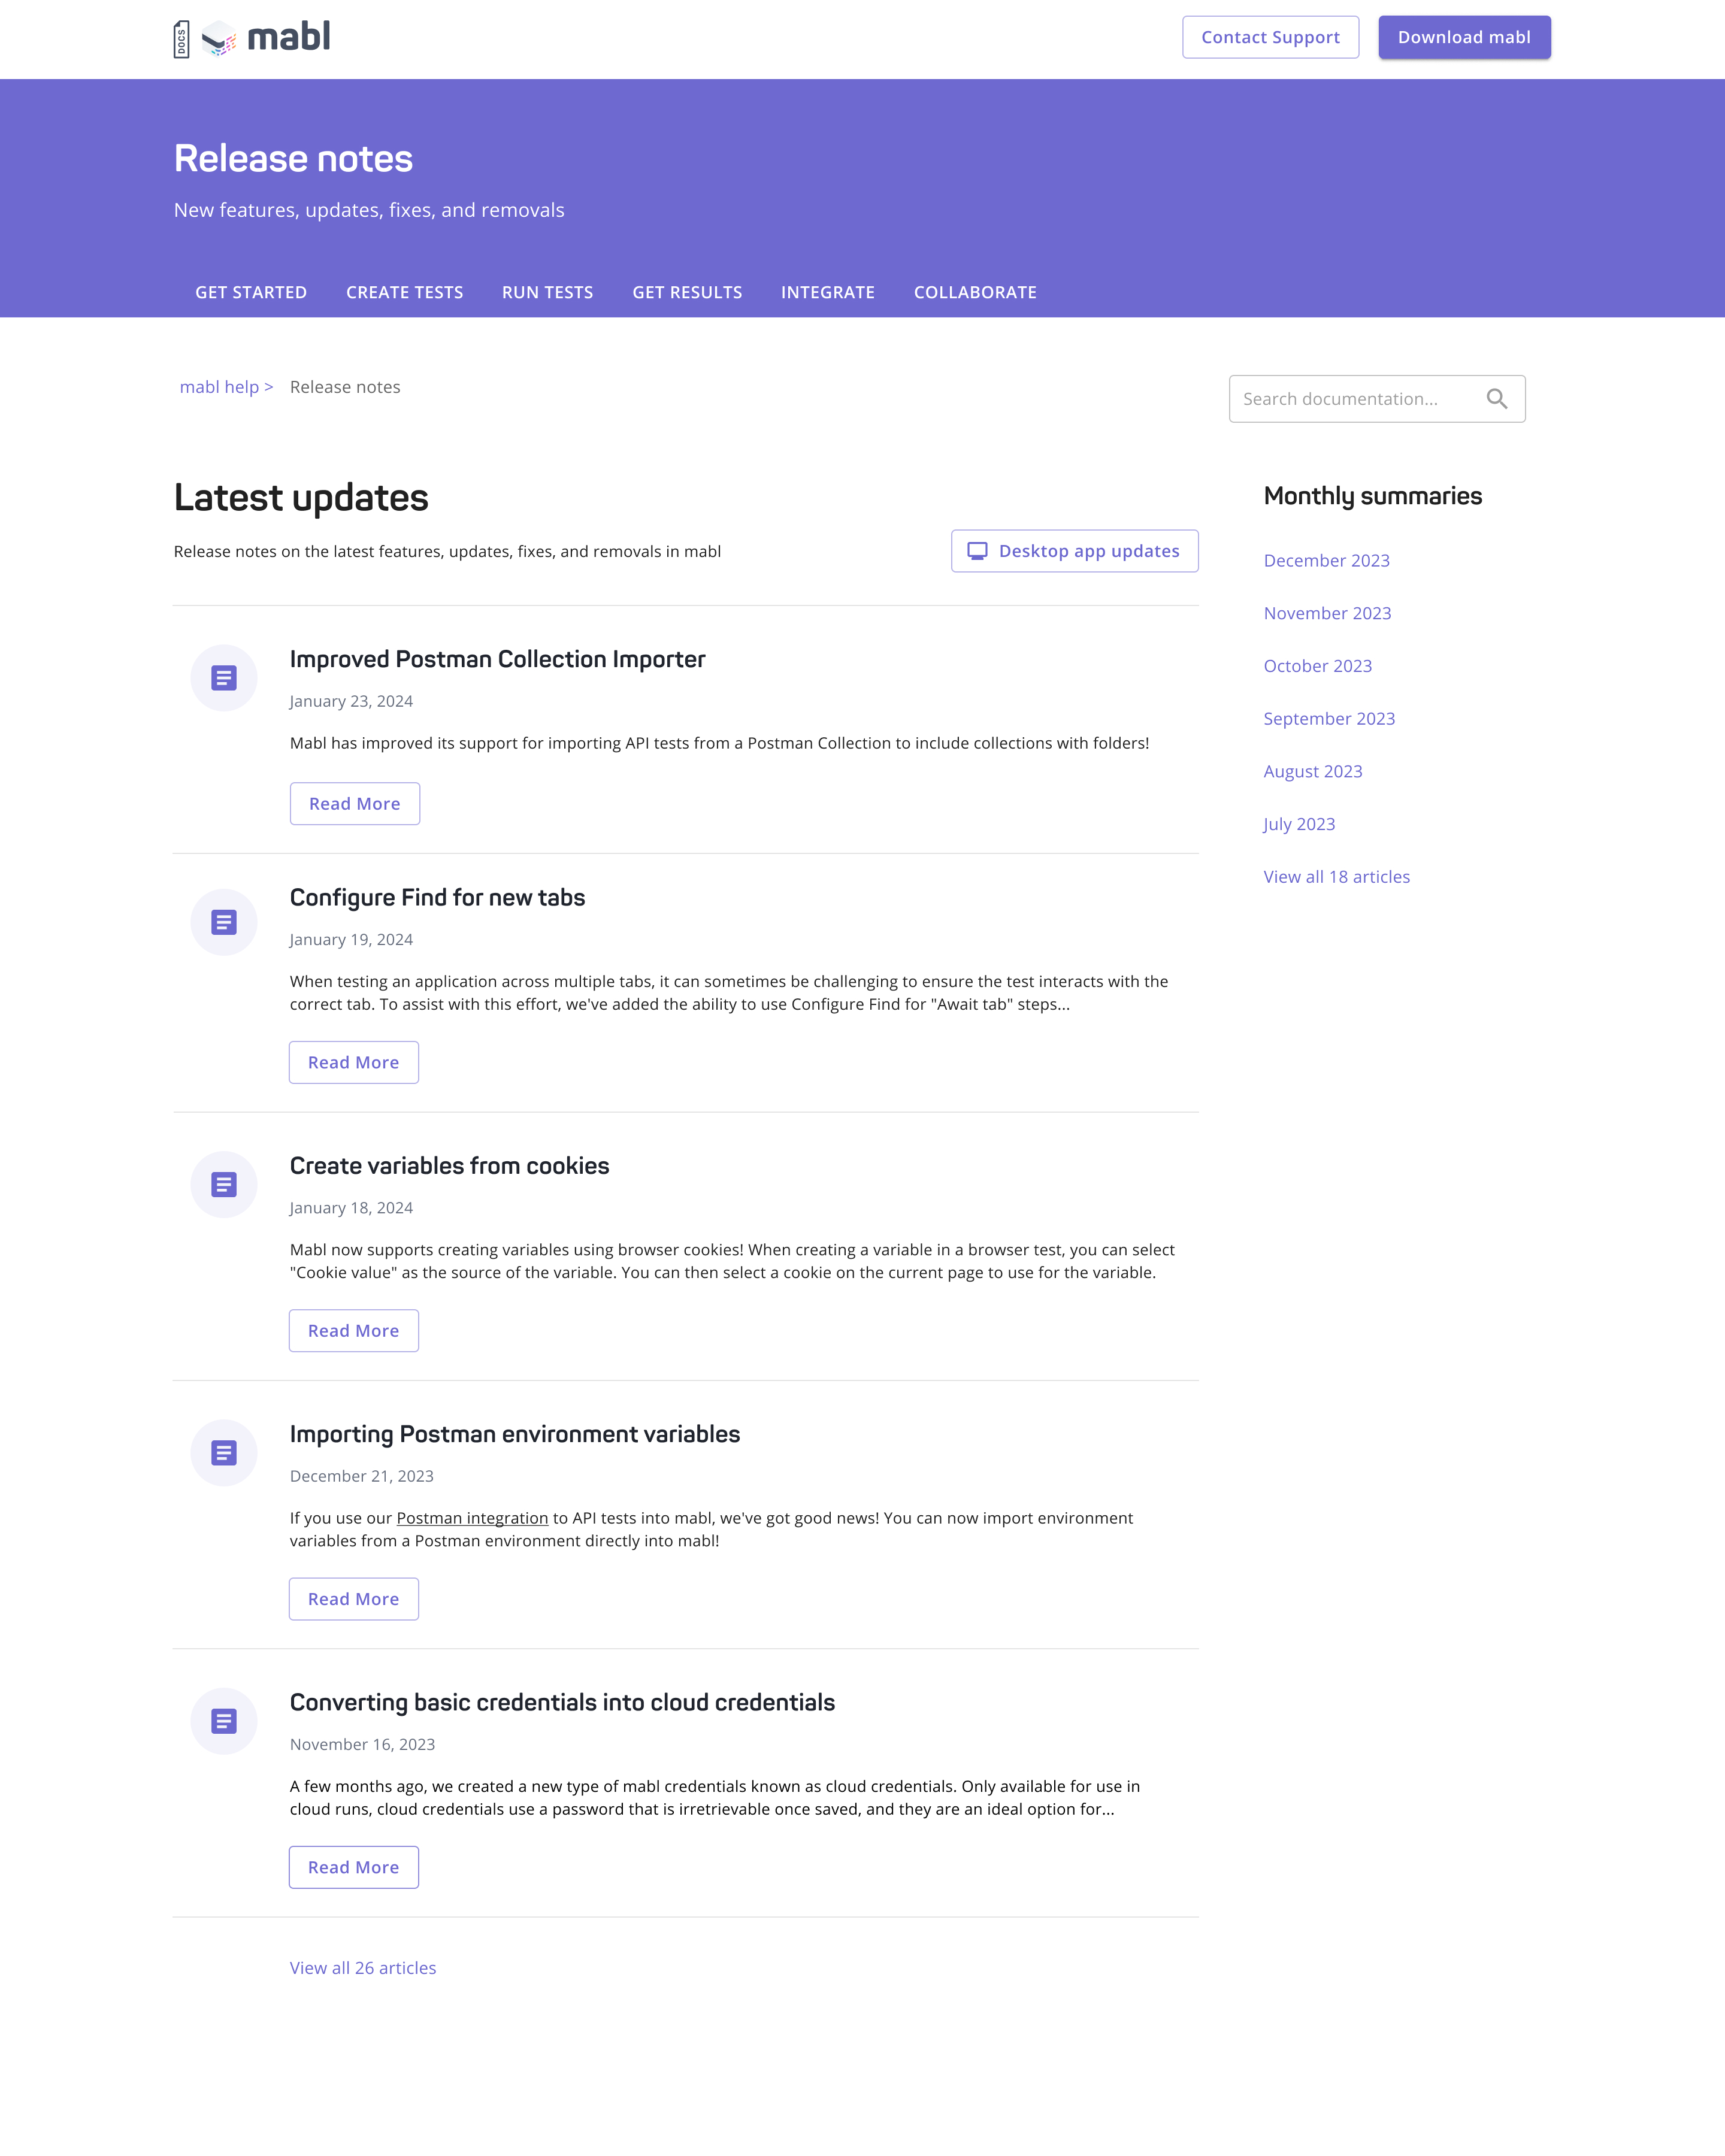 DOCS mabl
Contact Support
Download mabl
Release notes
New features, updates, fixes, and removals
GET STARTED CREATE TESTS RUN TESTS GET RESULTS INTEGRATE COLLABORATE
mabl help > Release notes
Search documentation...
Latest updates
Release notes on the latest features, updates, fixes, and removals in mabl
Desktop app updates
Improved Postman Collection Importer
January 23, 2024
Mabl has improved its support for importing API tests from a Postman Collection to include collections with folders!
Read More
Configure Find for new tabs
January 19, 2024
When testing an application across multiple tabs, it can sometimes be challenging to ensure the test interacts with the
correct tab. To assist with this effort, we've added the ability to use Configure Find for "Await tab" steps...
Read More
Create variables from cookies
January 18, 2024
Mabl now supports creating variables using browser cookies! When creating a variable in a browser test, you can select
"Cookie value" as the source of the variable. You can then select a cookie on the current page to use for the variable.
Read More
Importing Postman environment variables
December 21, 2023
If you use our Postman integration to API tests into mabl, we've got good news! You can now import environment
variables from a Postman environment directly into mabl!
Read More
Converting basic credentials into cloud credentials
November 16, 2023
A few months ago, we created a new type of mabl credentials known as cloud credentials. Only available for use in
cloud runs, cloud credentials use a password that is irretrievable once saved, and they are an ideal option for...
Read More
View all 26 articles
Monthly summaries
December 2023
November 2023
October 2023
September 2023
August 2023
July 2023
View all 18 articles